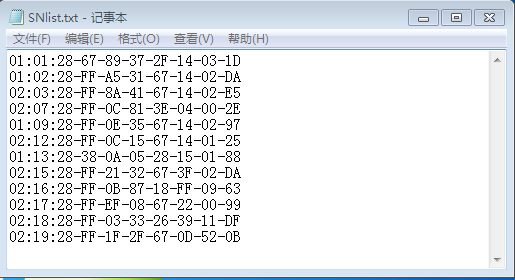 SNlist.txt - 记事本
文件(F) 编辑(E) 格式(O) 查看(V) 帮助(H)
01:01:28-67-89-37-2F-14-03-1D
01:02:28-FF-A5-31-67-14-02-DA
02:03:28-FF-8A-41-67-14-02-E5
02:07:28-FF-0C-81-3E-04-00-2E
01:09:28-FF-0E-35-67-14-02-97
02:12:28-FF-0C-15-67-14-01-25
01:13:28-38-0A-05-28-15-01-88
02:15:28-FF-21-32-67-3F-02-DA
02:16:28-FF-0B-87-18-FF-09-63
02:17:28-FF-EF-08-67-22-00-99
02:18:28-FF-03-33-26-39-11-DF
02:19:28-FF-1F-2F-67-0D-52-0B